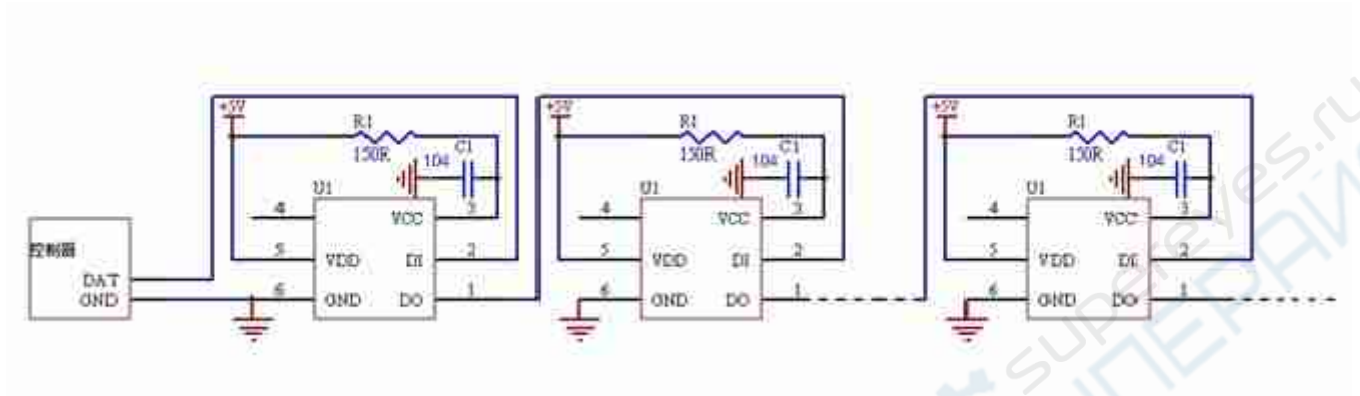 +5V
R1
150R
C1
104
U1
4
VCC
3
5
VDD
DI
2
6
GND
DO
1
控制器
DAT
GND
+5V
R1
150R
C1
104
U1
4
VCC
3
5
VDD
DI
2
6
GND
DO
1
+5V
R1
150R
C1
104
U1
4
VCC
3
5
VDD
DI
2
6
GND
DO
1
supereyes.ru